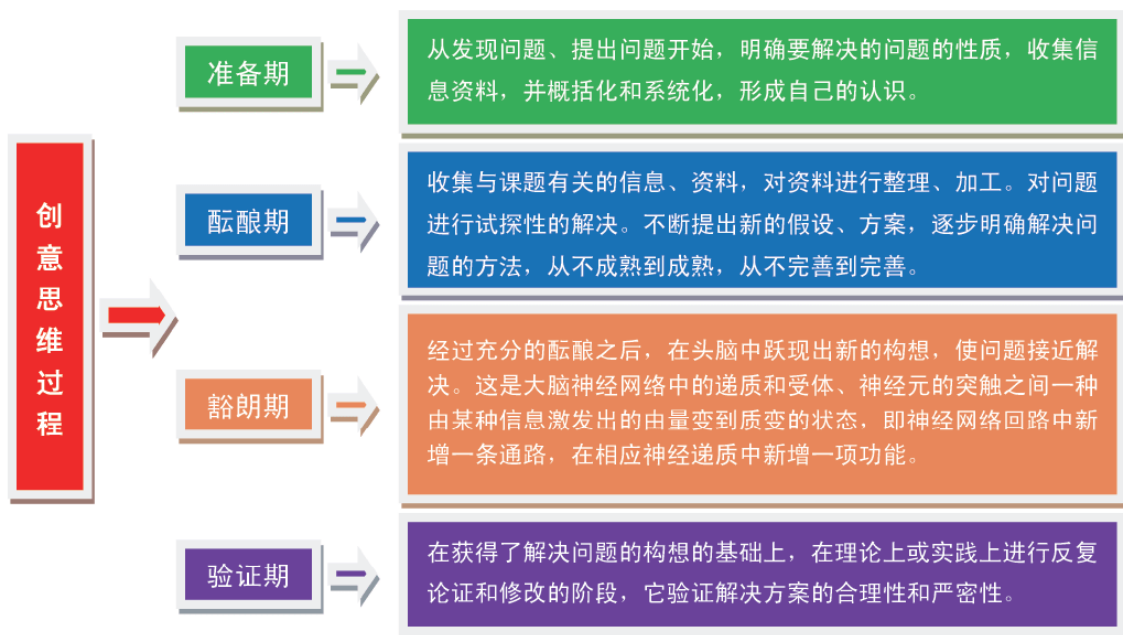 创意思维过程
准备期
从发现问题、提出问题开始，明确要解决的问题的性质，收集信
息资料，并概括化和系统化，形成自己的认识。
酝酿期
收集与课题有关的信息、资料，对资料进行整理、加工。对问题
进行试探性的解决。不断提出新的假设、方案，逐步明确解决问
题的方法，从不成熟到成熟，从不完善到完善。
豁朗期
经过充分的酝酿之后，在头脑中跃现出新的构想，使问题接近解
决。这是大脑神经网络中的递质和受体、神经元的突触之间一种
由某种信息激发出的由量变到质变的状态，即神经网络回路中新
增一条通路，在相应神经递质中新增一项功能。
验证期
在获得了解决问题的构想的基础上，在理论上或实践上进行反复
论证和修改的阶段，它验证解决方案的合理性和严密性。